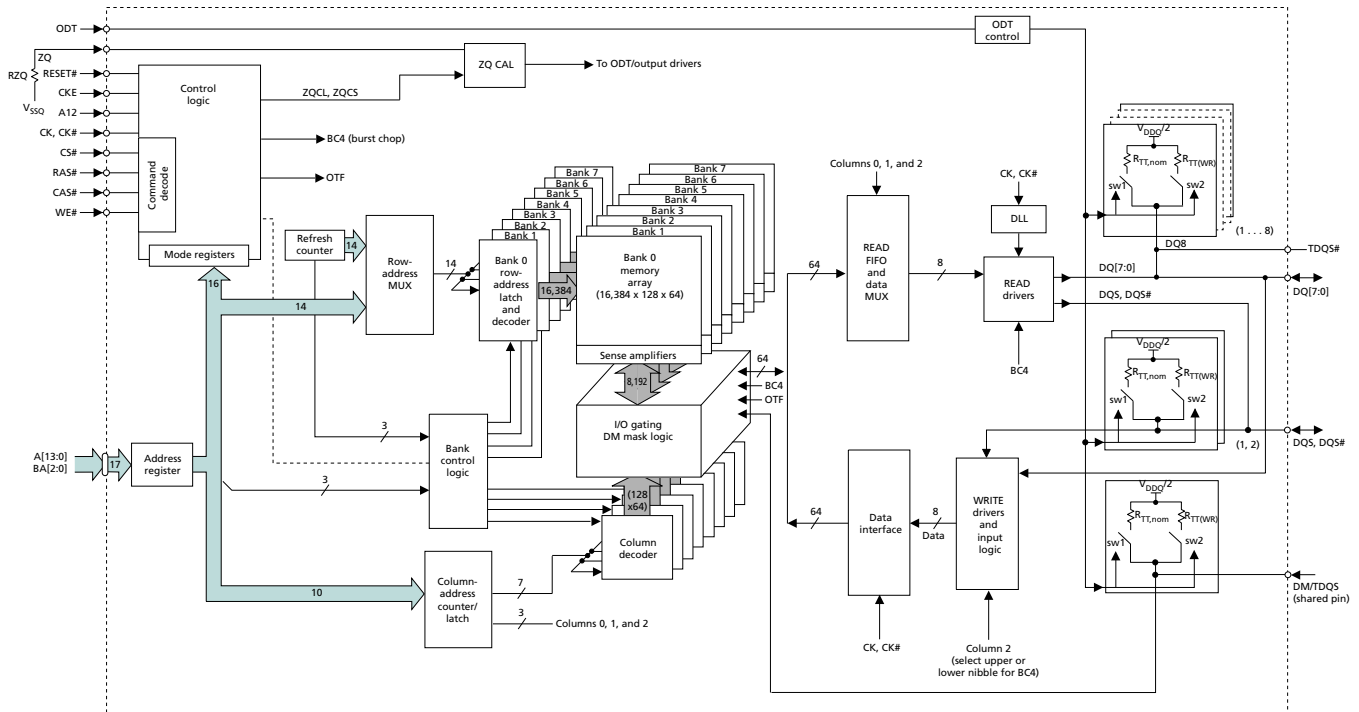 ODT
ODT
control
ZQ
RZQ
ZQ CAL
To ODT/output drivers
RESET#
Control
logic
CKE
ZQCL, ZQCS
VSSQ
A12
VDDQ/2
CK, CK#
BC4 (burst chop)
CS#
Command
decode
RTT,nom
RTT(WR)
Columns 0, 1, and 2
RAS#
OTF
CK, CK#
sw1
sw2
CAS#
WE#
DLL
Bank 7
Bank 6
Bank 5
Bank 4
Bank 3
Bank 2
Bank 1
Bank 0
row-
address
latch
and
decoder
Bank 7
Bank 6
Bank 5
Bank 4
Bank 3
Bank 2
Bank 1
Bank 0
memory
array
(16,384 x 128 x 64)
Refresh
counter
14
Mode registers
Row-
address
MUX
14
16,384
READ
FIFO
and
data
MUX
64
8
READ
drivers
(1 . . . 8)
DQ8
TDQS#
DQ[7:0]
DQ[7:0]
DQS, DQS#
16
14
Sense amplifiers
8,192
64
BC4
OTF
BC4
VDDQ/2
RTT,nom
RTT(WR)
sw1
sw2
(1, 2)
DQS, DQS#
I/O gating
DM mask logic
3
Bank
control
logic
A[13:0]
BA[2:0]
17
Address
register
3
(128
x64)
Column
decoder
64
Data
interface
8
Data
WRITE
drivers
and
input
logic
VDDQ/2
RTT,nom
RTT(WR)
sw1
sw2
DM/TDQS
(shared pin)
10
Column-
address
counter/
latch
7
3
Columns 0, 1, and 2
CK, CK#
Column 2
(select upper or
lower nibble for BC4)